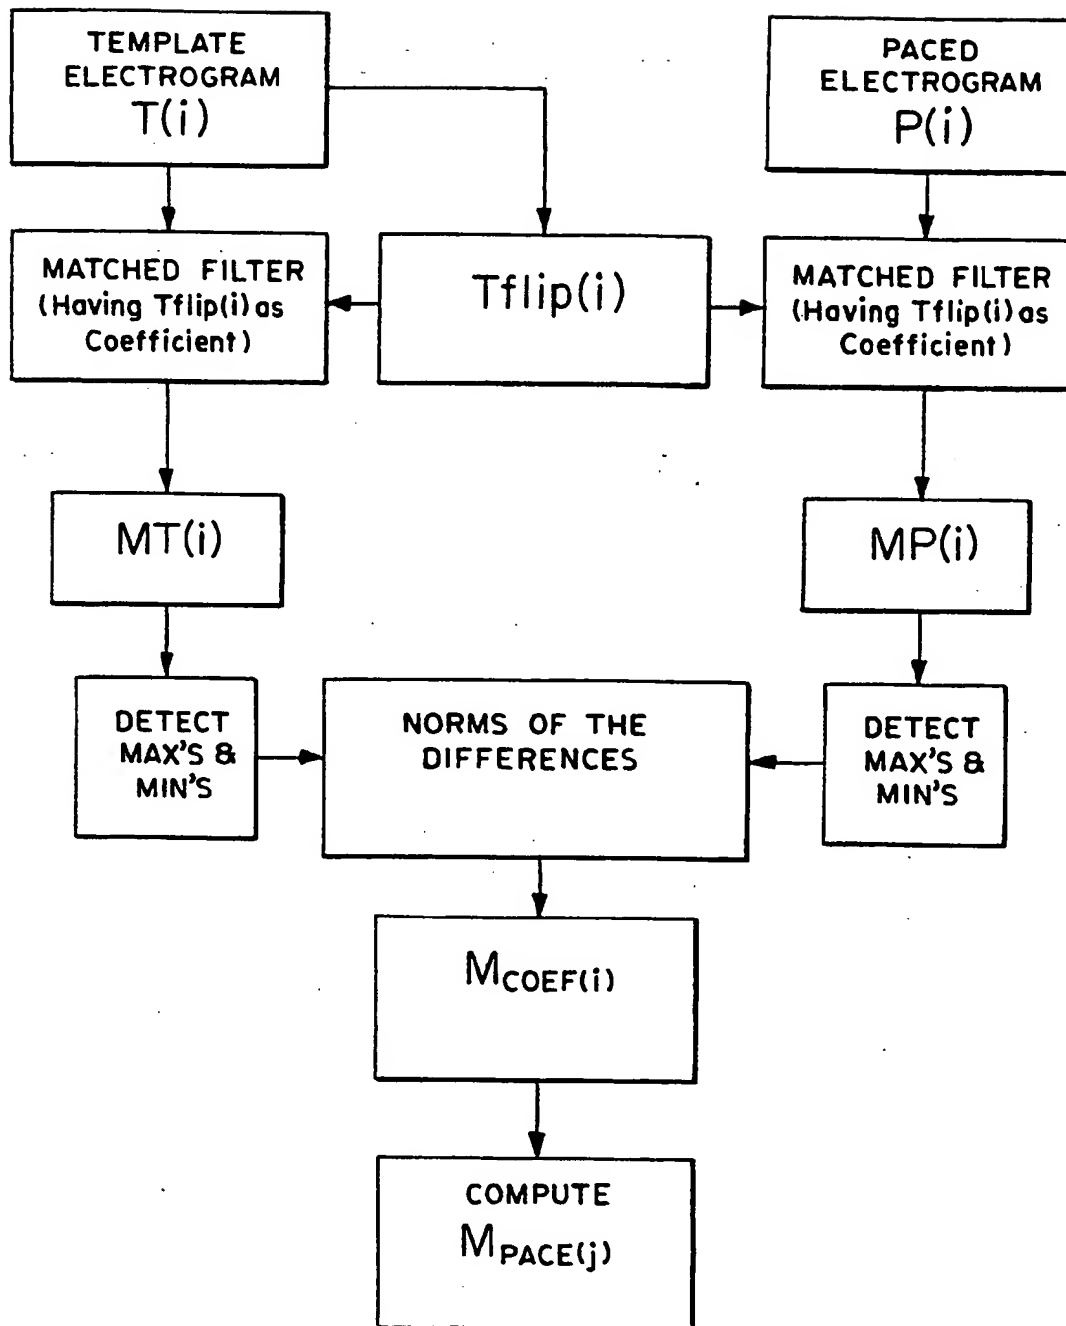 TEMPLATE
ELECTROGRAM
T(i)
PACED
ELECTROGRAM
P(i)
MATCHED FILTER
(Having Tflip(i) as
Coefficient)
Tflip(i)
MATCHED FILTER
(Having Tflip(i) as
Coefficient)
MT(i)
MP(i)
DETECT
MAX'S &
MIN'S
NORMS OF THE
DIFFERENCES
DETECT
MAX'S &
MIN'S
MCOEF(i)
COMPUTE
MPACE(j)